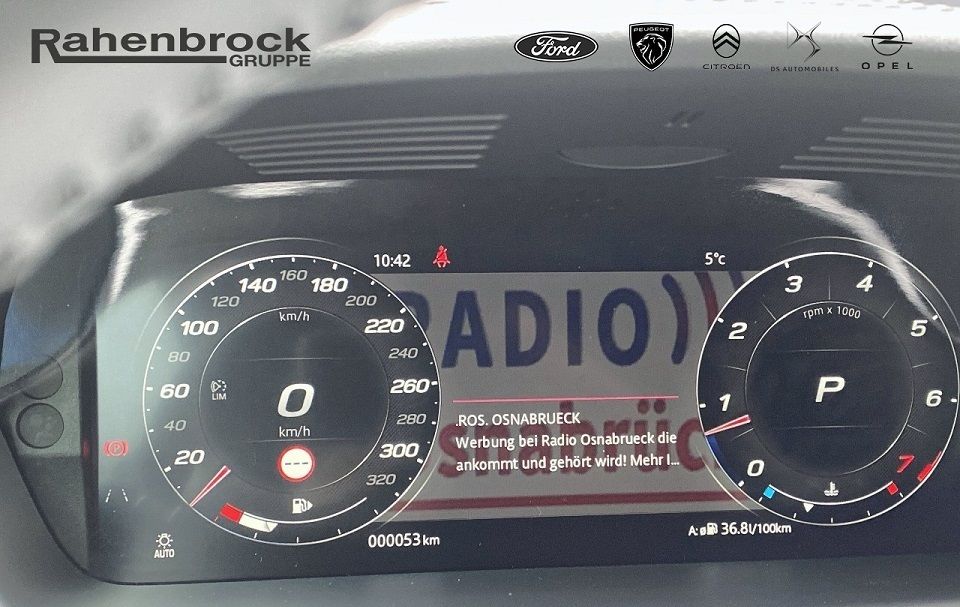 Rahenbrock
GRUPPE
Ford
PEUGEOT
CITROËN
DS AUTOMOBILES
OPEL
10:42
5°c
RADIO
snabrüc
.ROS. OSNABRUECK
Werbung bei Radio Osnabrueck die
ankommt und gehört wird! Mehr I...
0 km/h
20
40
60
80
100
120
140
160
180
200
220
240
260
280
300
320
km/h
LIM
---
AUTO
000053 km
rpm x 1000
P
0
1
2
3
4
5
6
7
A:ø 36.8l/100km